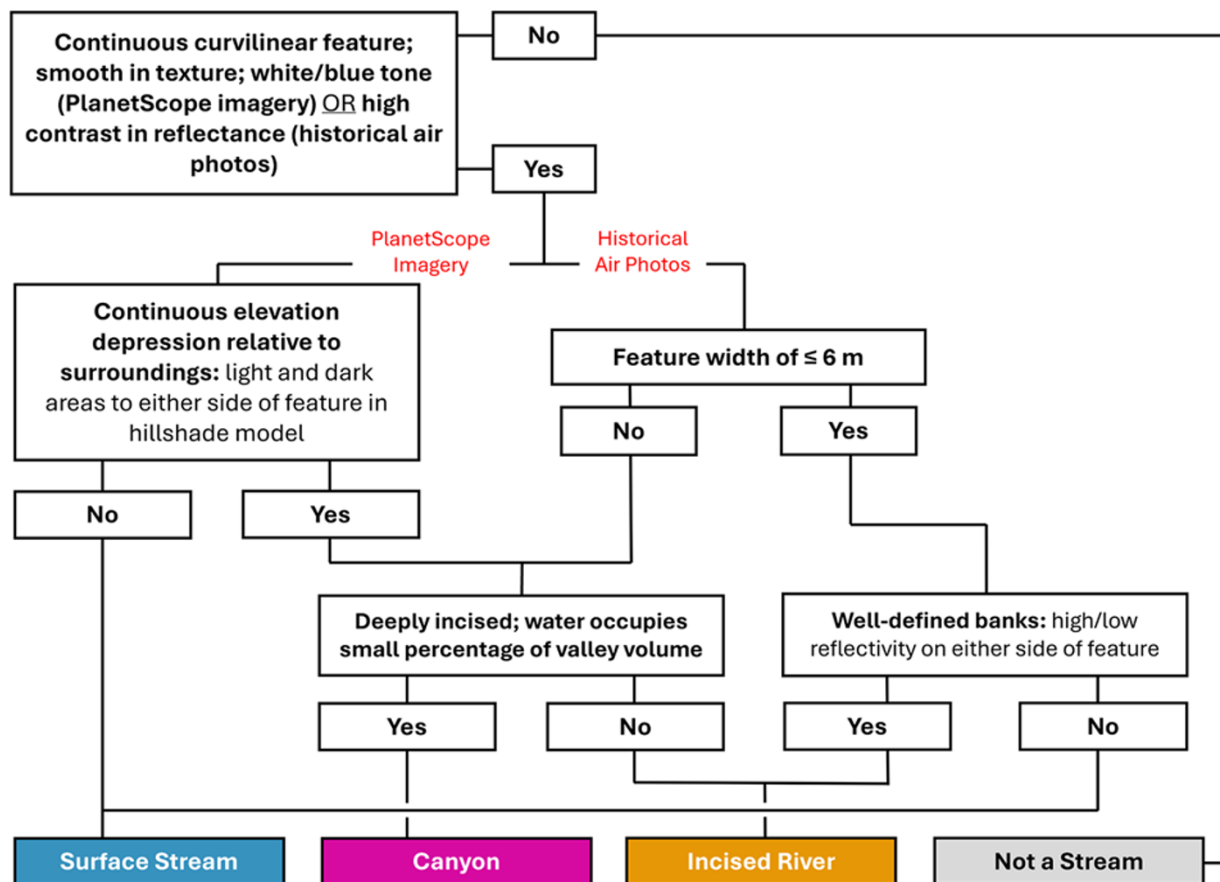 Continuous curvilinear feature;
smooth in texture; white/blue tone
(PlanetScope imagery) OR high
contrast in reflectance (historical air
photos)
No
Yes
PlanetScope
Imagery
Historical
Air Photos
Continuous elevation
depression relative to
surroundings: light and dark
areas to either side of feature in
hillshade model
Feature width of ≤ 6 m
No
Yes
No
Yes
Deeply incised; water occupies
small percentage of valley volume
Well-defined banks: high/low
reflectivity on either side of feature
Yes
No
Yes
No
Surface Stream
Canyon
Incised River
Not a Stream